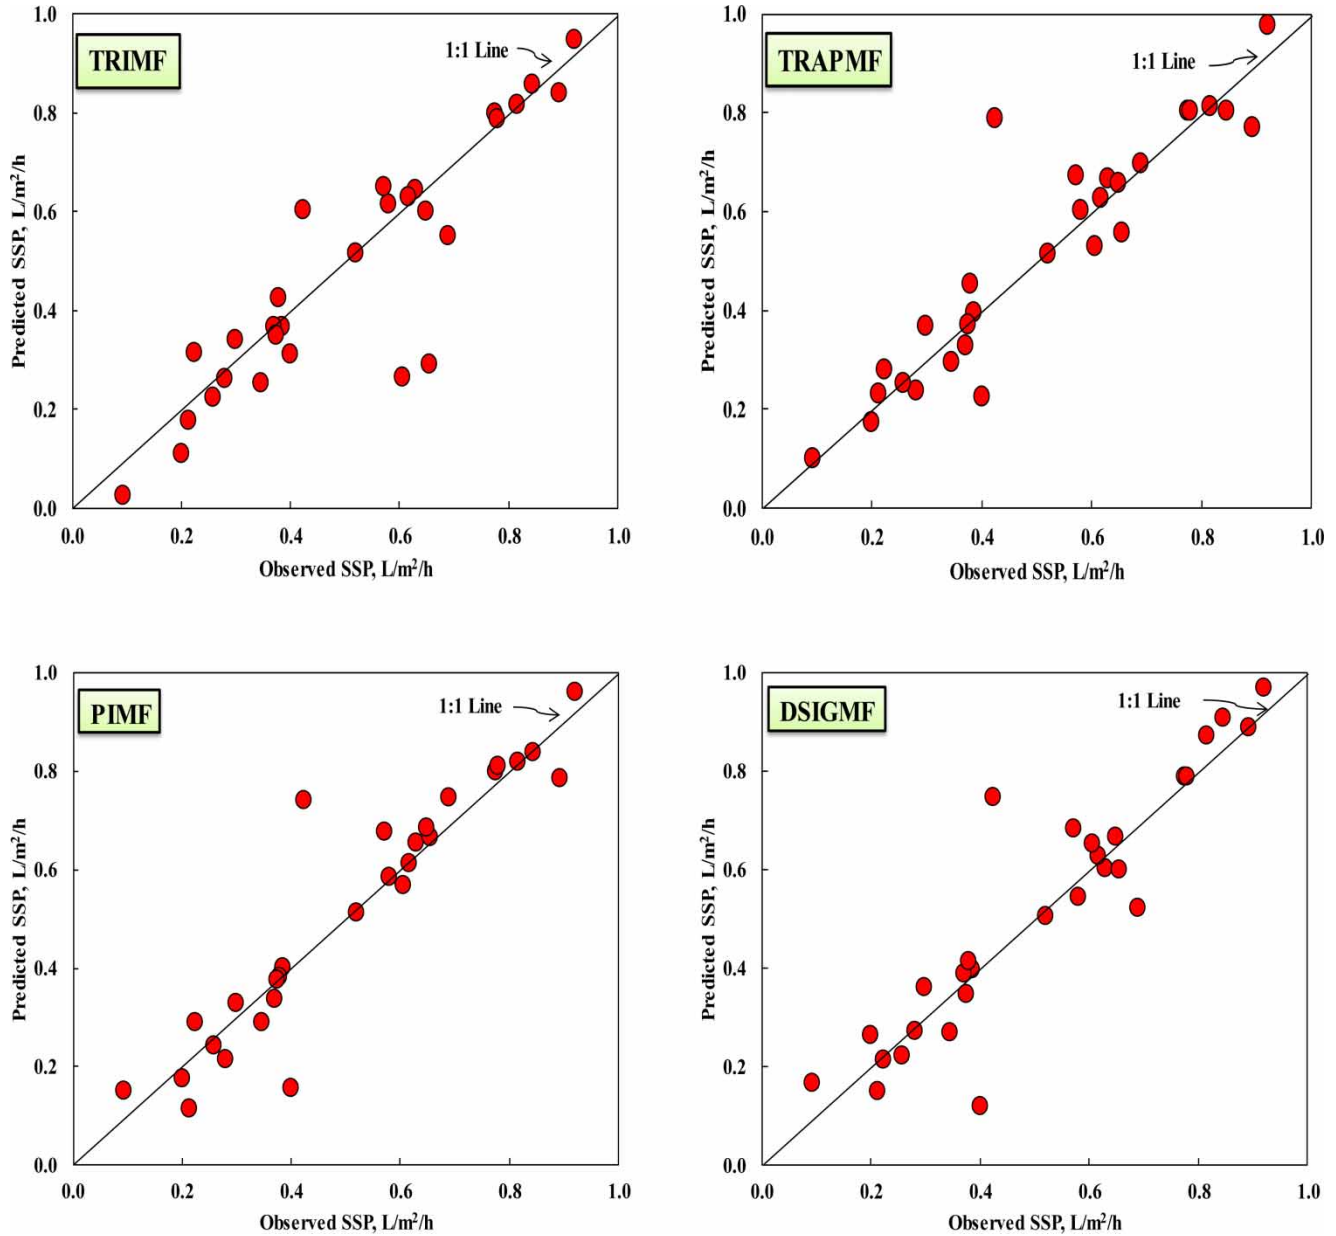 TRIMF
1:1 Line
Predicted SSP, L/m²/h
1.0
0.8
0.6
0.4
0.2
0.0
0.0 0.2 0.4 0.6 0.8 1.0
Observed SSP, L/m²/h
TRAPMF
1:1 Line
Predicted SSP, L/m²/h
1.0
0.8
0.6
0.4
0.2
0.0
0.0 0.2 0.4 0.6 0.8 1.0
Observed SSP, L/m²/h
PIMF
1:1 Line
Predicted SSP, L/m²/h
1.0
0.8
0.6
0.4
0.2
0.0
0.0 0.2 0.4 0.6 0.8 1.0
Observed SSP, L/m²/h
DSIGMF
1:1 Line
Predicted SSP, L/m²/h
1.0
0.8
0.6
0.4
0.2
0.0
0.0 0.2 0.4 0.6 0.8 1.0
Observed SSP, L/m²/h